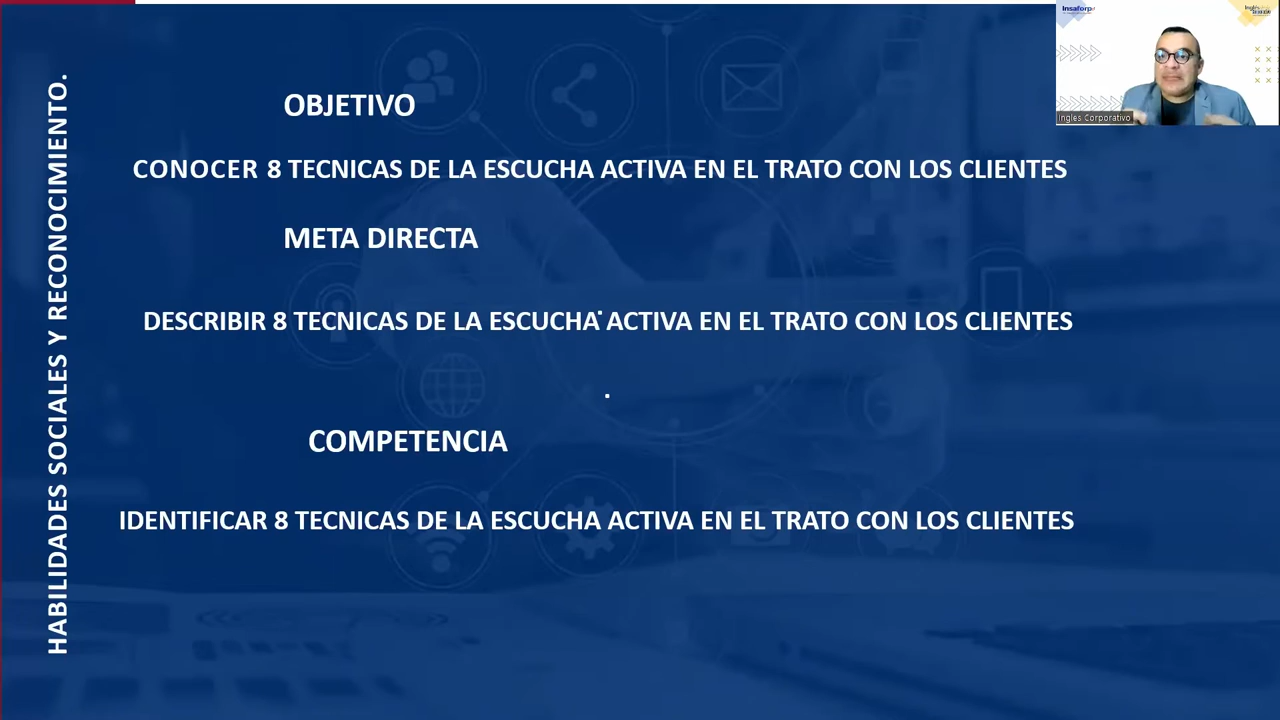 HABILIDADES SOCIALES Y RECONOCIMIENTO.
OBJETIVO
CONOCER 8 TECNICAS DE LA ESCUCHA ACTIVA EN EL TRATO CON LOS CLIENTES
META DIRECTA
DESCRIBIR 8 TECNICAS DE LA ESCUCHA ACTIVA EN EL TRATO CON LOS CLIENTES
.
COMPETENCIA
IDENTIFICAR 8 TECNICAS DE LA ESCUCHA ACTIVA EN EL TRATO CON LOS CLIENTES
Insaforp
Ingles Corporativo